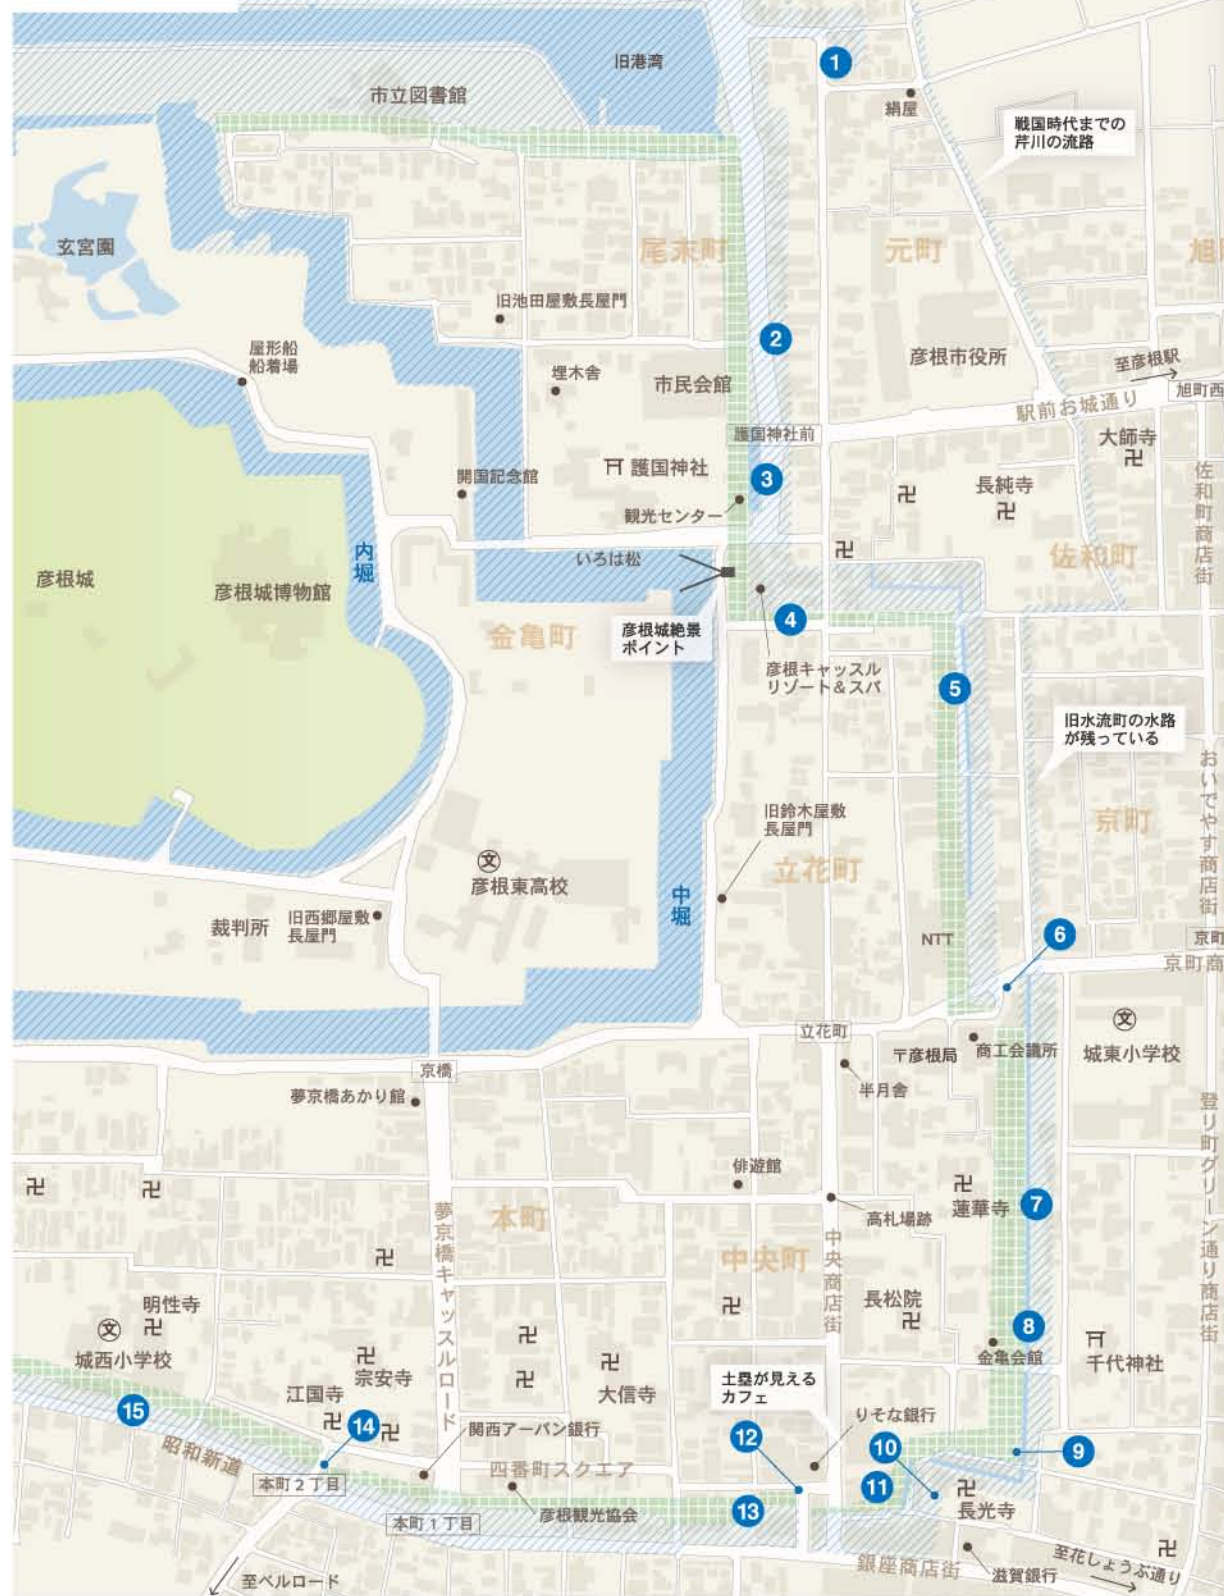 旧港湾
1
市立図書館
絹屋
戦国時代までの
芹川の流路
玄宮園
尾末町
元町
旧池田屋敷長屋門
2
屋形船
船着場
埋木舎
市民会館
彦根市役所
至彦根駅
旭町西
駅前お城通り
護国神社前
大師寺
護国神社
3
開国記念館
長純寺
観光センター
佐和町商店街
内堀
いろは松
佐和町
彦根城
彦根城博物館
金亀町
彦根城絶景
ポイント
4
彦根キャッスル
リゾート&スパ
5
旧水流町の水路
が残っている
おいでやす商店街
旧鈴木屋敷
長屋門
京町
文
彦根東高校
立花町
中堀
裁判所
旧西郷屋敷
長屋門
NTT
6
京町
京町商
立花町
文
〒彦根局
商工会議所
城東小学校
京橋
夢京橋あかり館
半月舎
登り町グリーン通り商店街
俳遊館
蓮華寺
7
本町
高札場跡
夢京橋キャッスルロード
中央町
中央商店街
長松院
明性寺
文
城西小学校
8
金亀会館
千代神社
宗安寺
江国寺
大信寺
土塁が見える
カフェ
15
14
りそな銀行
関西アーバン銀行
12
10
9
昭和新道
四番町スクエア
本町2丁目
11
13
長光寺
彦根観光協会
本町1丁目
銀座商店街
至花しょうぶ通り
滋賀銀行
至ベルロード